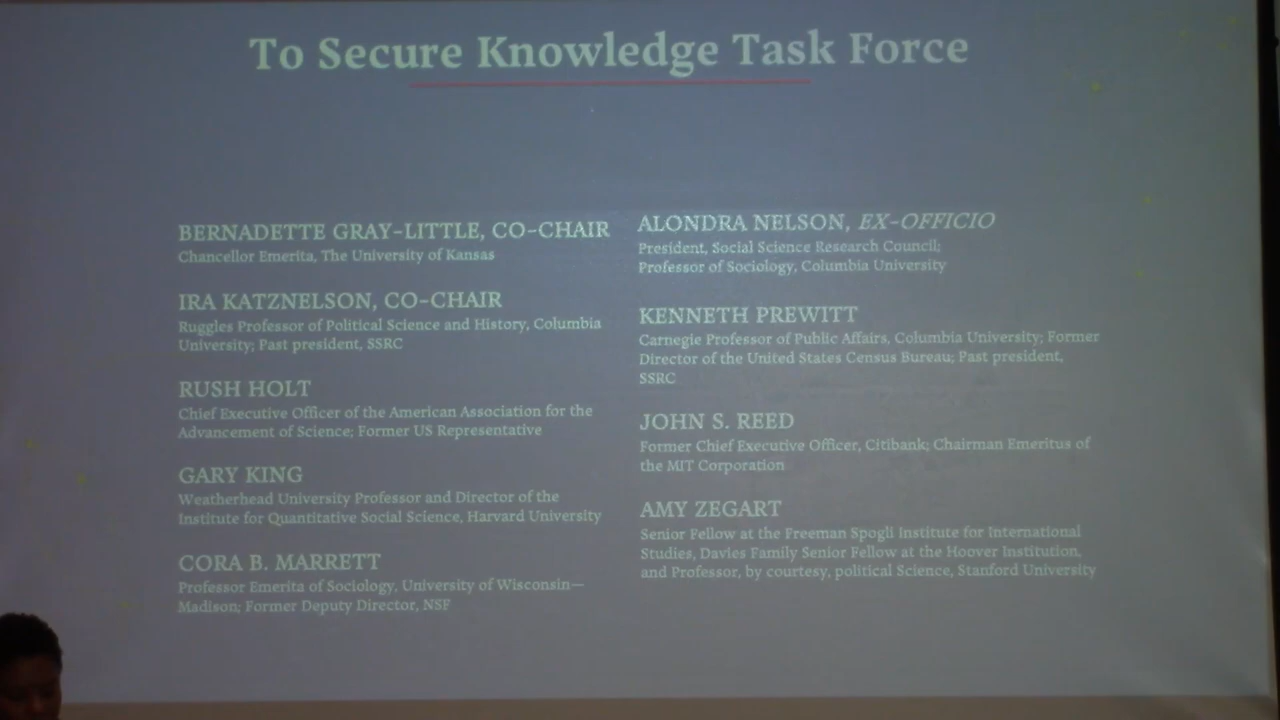 To Secure Knowledge Task Force
BERNADETTE GRAY-LITTLE, CO-CHAIR
Chancellor Emerita, The University of Kansas
IRA KATZNELSON, CO-CHAIR
Ruggles Professor of Political Science and History, Columbia
University; Past president, SSRC
RUSH HOLT
Chief Executive Officer of the American Association for the
Advancement of Science; Former US Representative
GARY KING
Weatherhead University Professor and Director of the
Institute for Quantitative Social Science, Harvard University
CORA B. MARRETT
Professor Emerita of Sociology, University of Wisconsin—
Madison; Former Deputy Director, NSF
ALONDRA NELSON, EX-OFFICIO
President, Social Science Research Council;
Professor of Sociology, Columbia University
KENNETH PREWITT
Carnegie Professor of Public Affairs, Columbia University; Former
Director of the United States Census Bureau; Past president,
SSRC
JOHN S. REED
Former Chief Executive Officer, Citibank; Chairman Emeritus of
the MIT Corporation
AMY ZEGART
Senior Fellow at the Freeman Spogli Institute for International
Studies, Davies Family Senior Fellow at the Hoover Institution,
and Professor, by courtesy, political Science, Stanford University